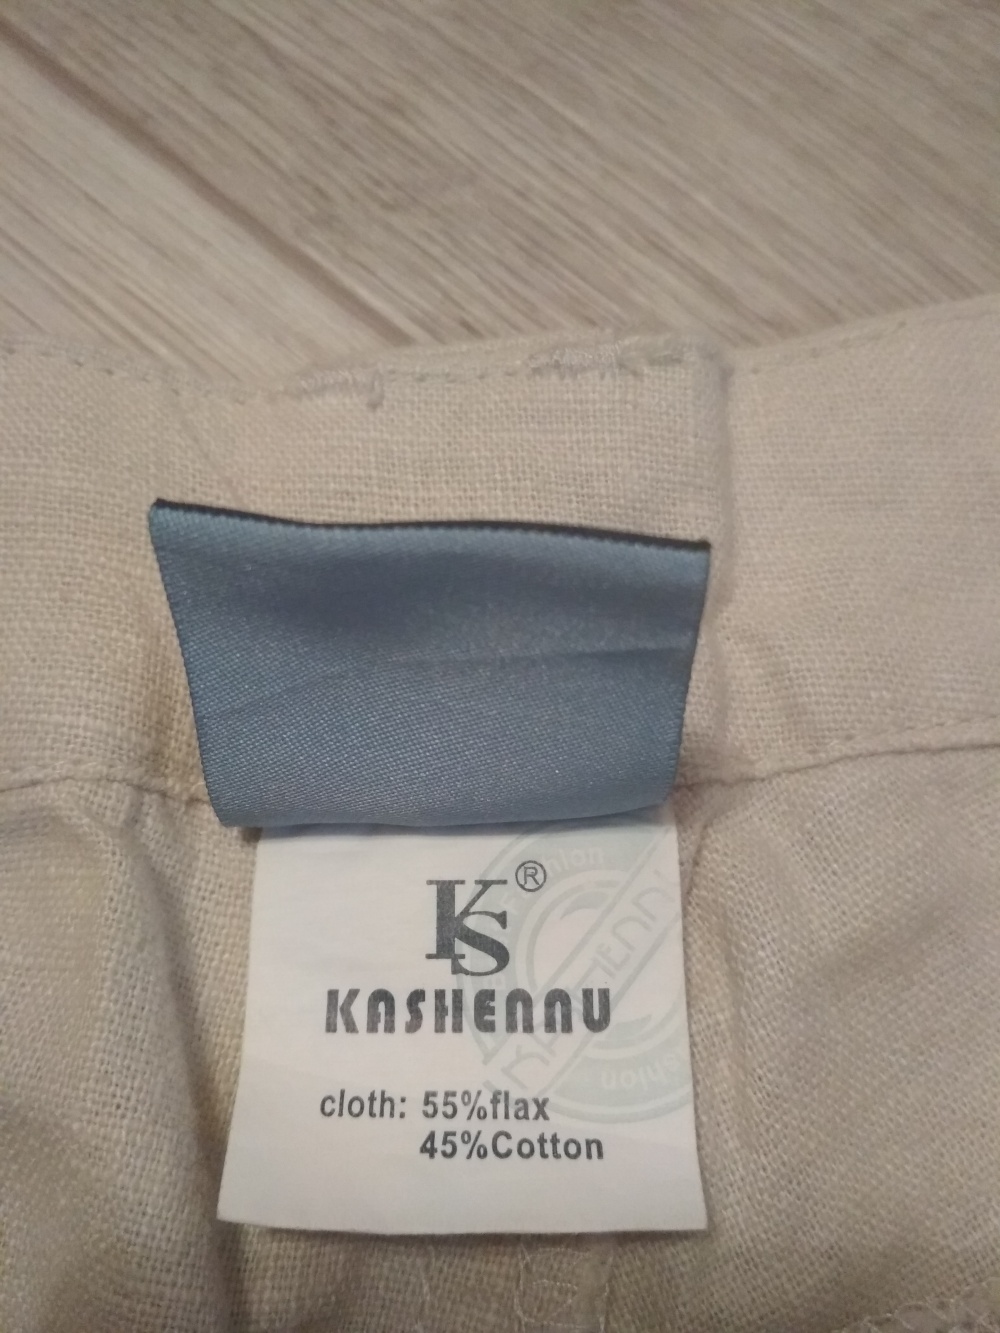 KS®
KASHENNU
cloth: 55%flax
45%Cotton